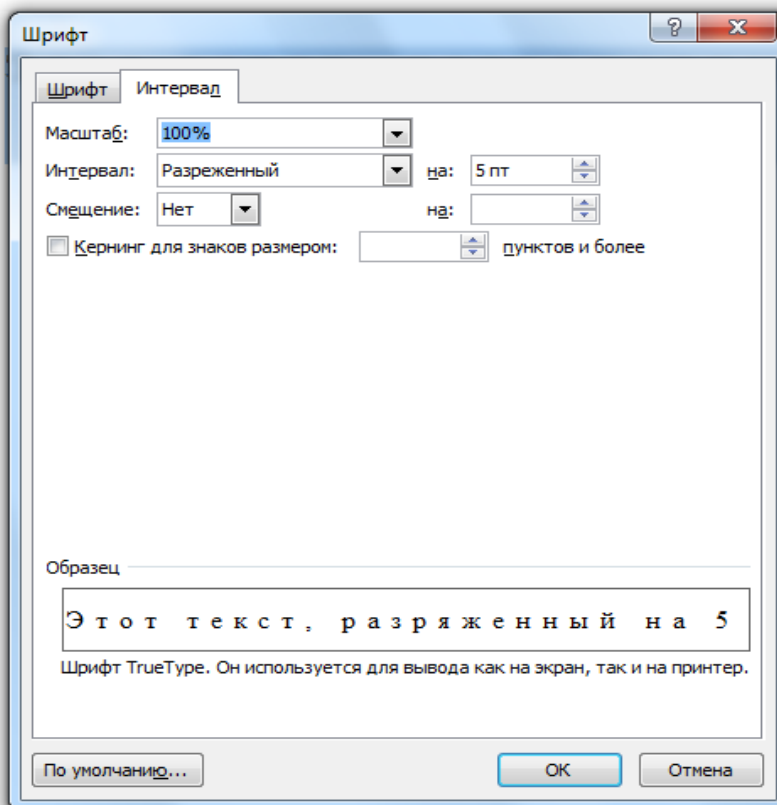 Шрифт
Шрифт Интервал
Масштаб: 100%
Интервал: Разреженный на: 5 пт
Смещение: Нет на:
Кернинг для знаков размером: пунктов и более
Образец
Этот текст, разряженный на 5
Шрифт TrueType. Он используется для вывода как на экран, так и на принтер.
По умолчанию... ОК Отмена